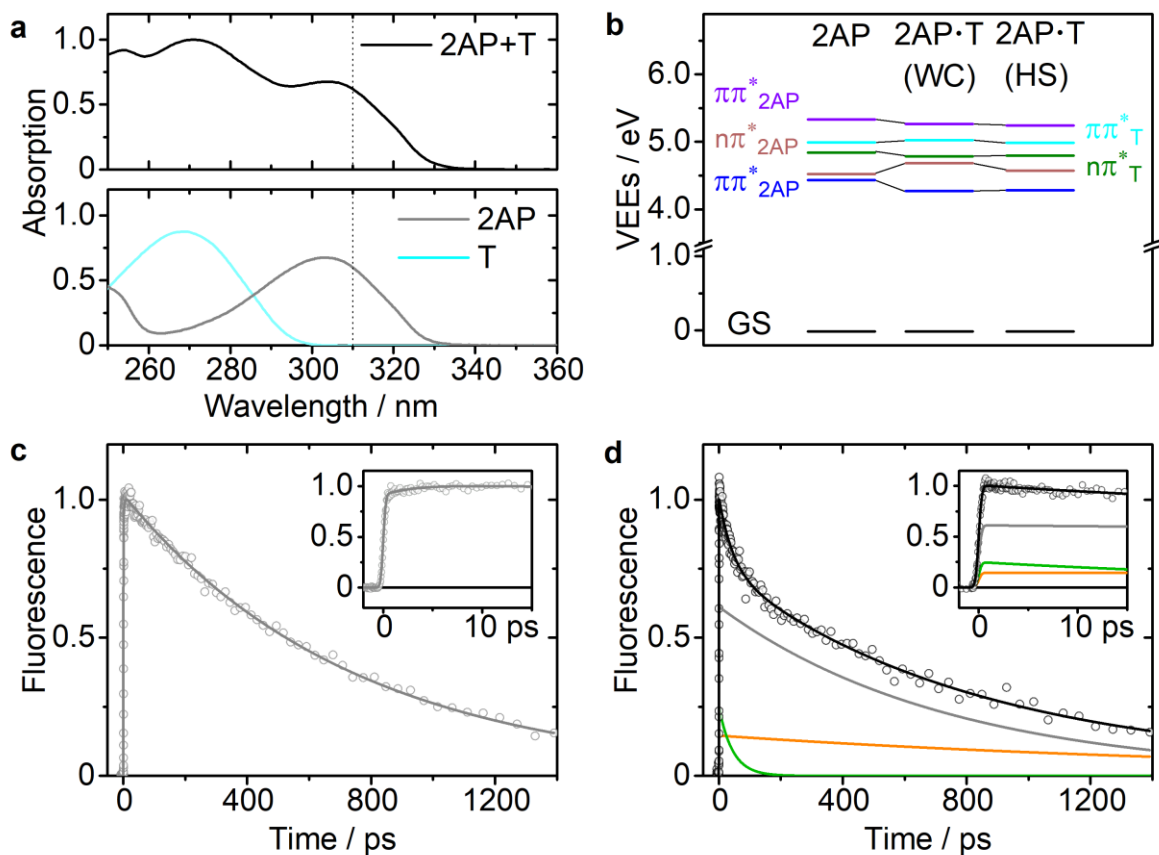 a
1.0
0.5
0
2AP+T
1.0
0.5
0
2AP
T
Absorption
260 280 300 320 340 360
Wavelength / nm
b
2AP 2AP·T 2AP·T
(WC) (HS)
6.0
5.0
4.0
1.0
0
VEEs / eV
ππ*2AP
nπ*2AP
ππ*2AP
ππ*T
nπ*T
GS
c
1.0
0.5
0
Fluorescence
1.0
0.5
0
0 10 ps
0 400 800 1200
Time / ps
d
1.0
0.5
0
Fluorescence
1.0
0.5
0
0 10 ps
0 400 800 1200
Time / ps